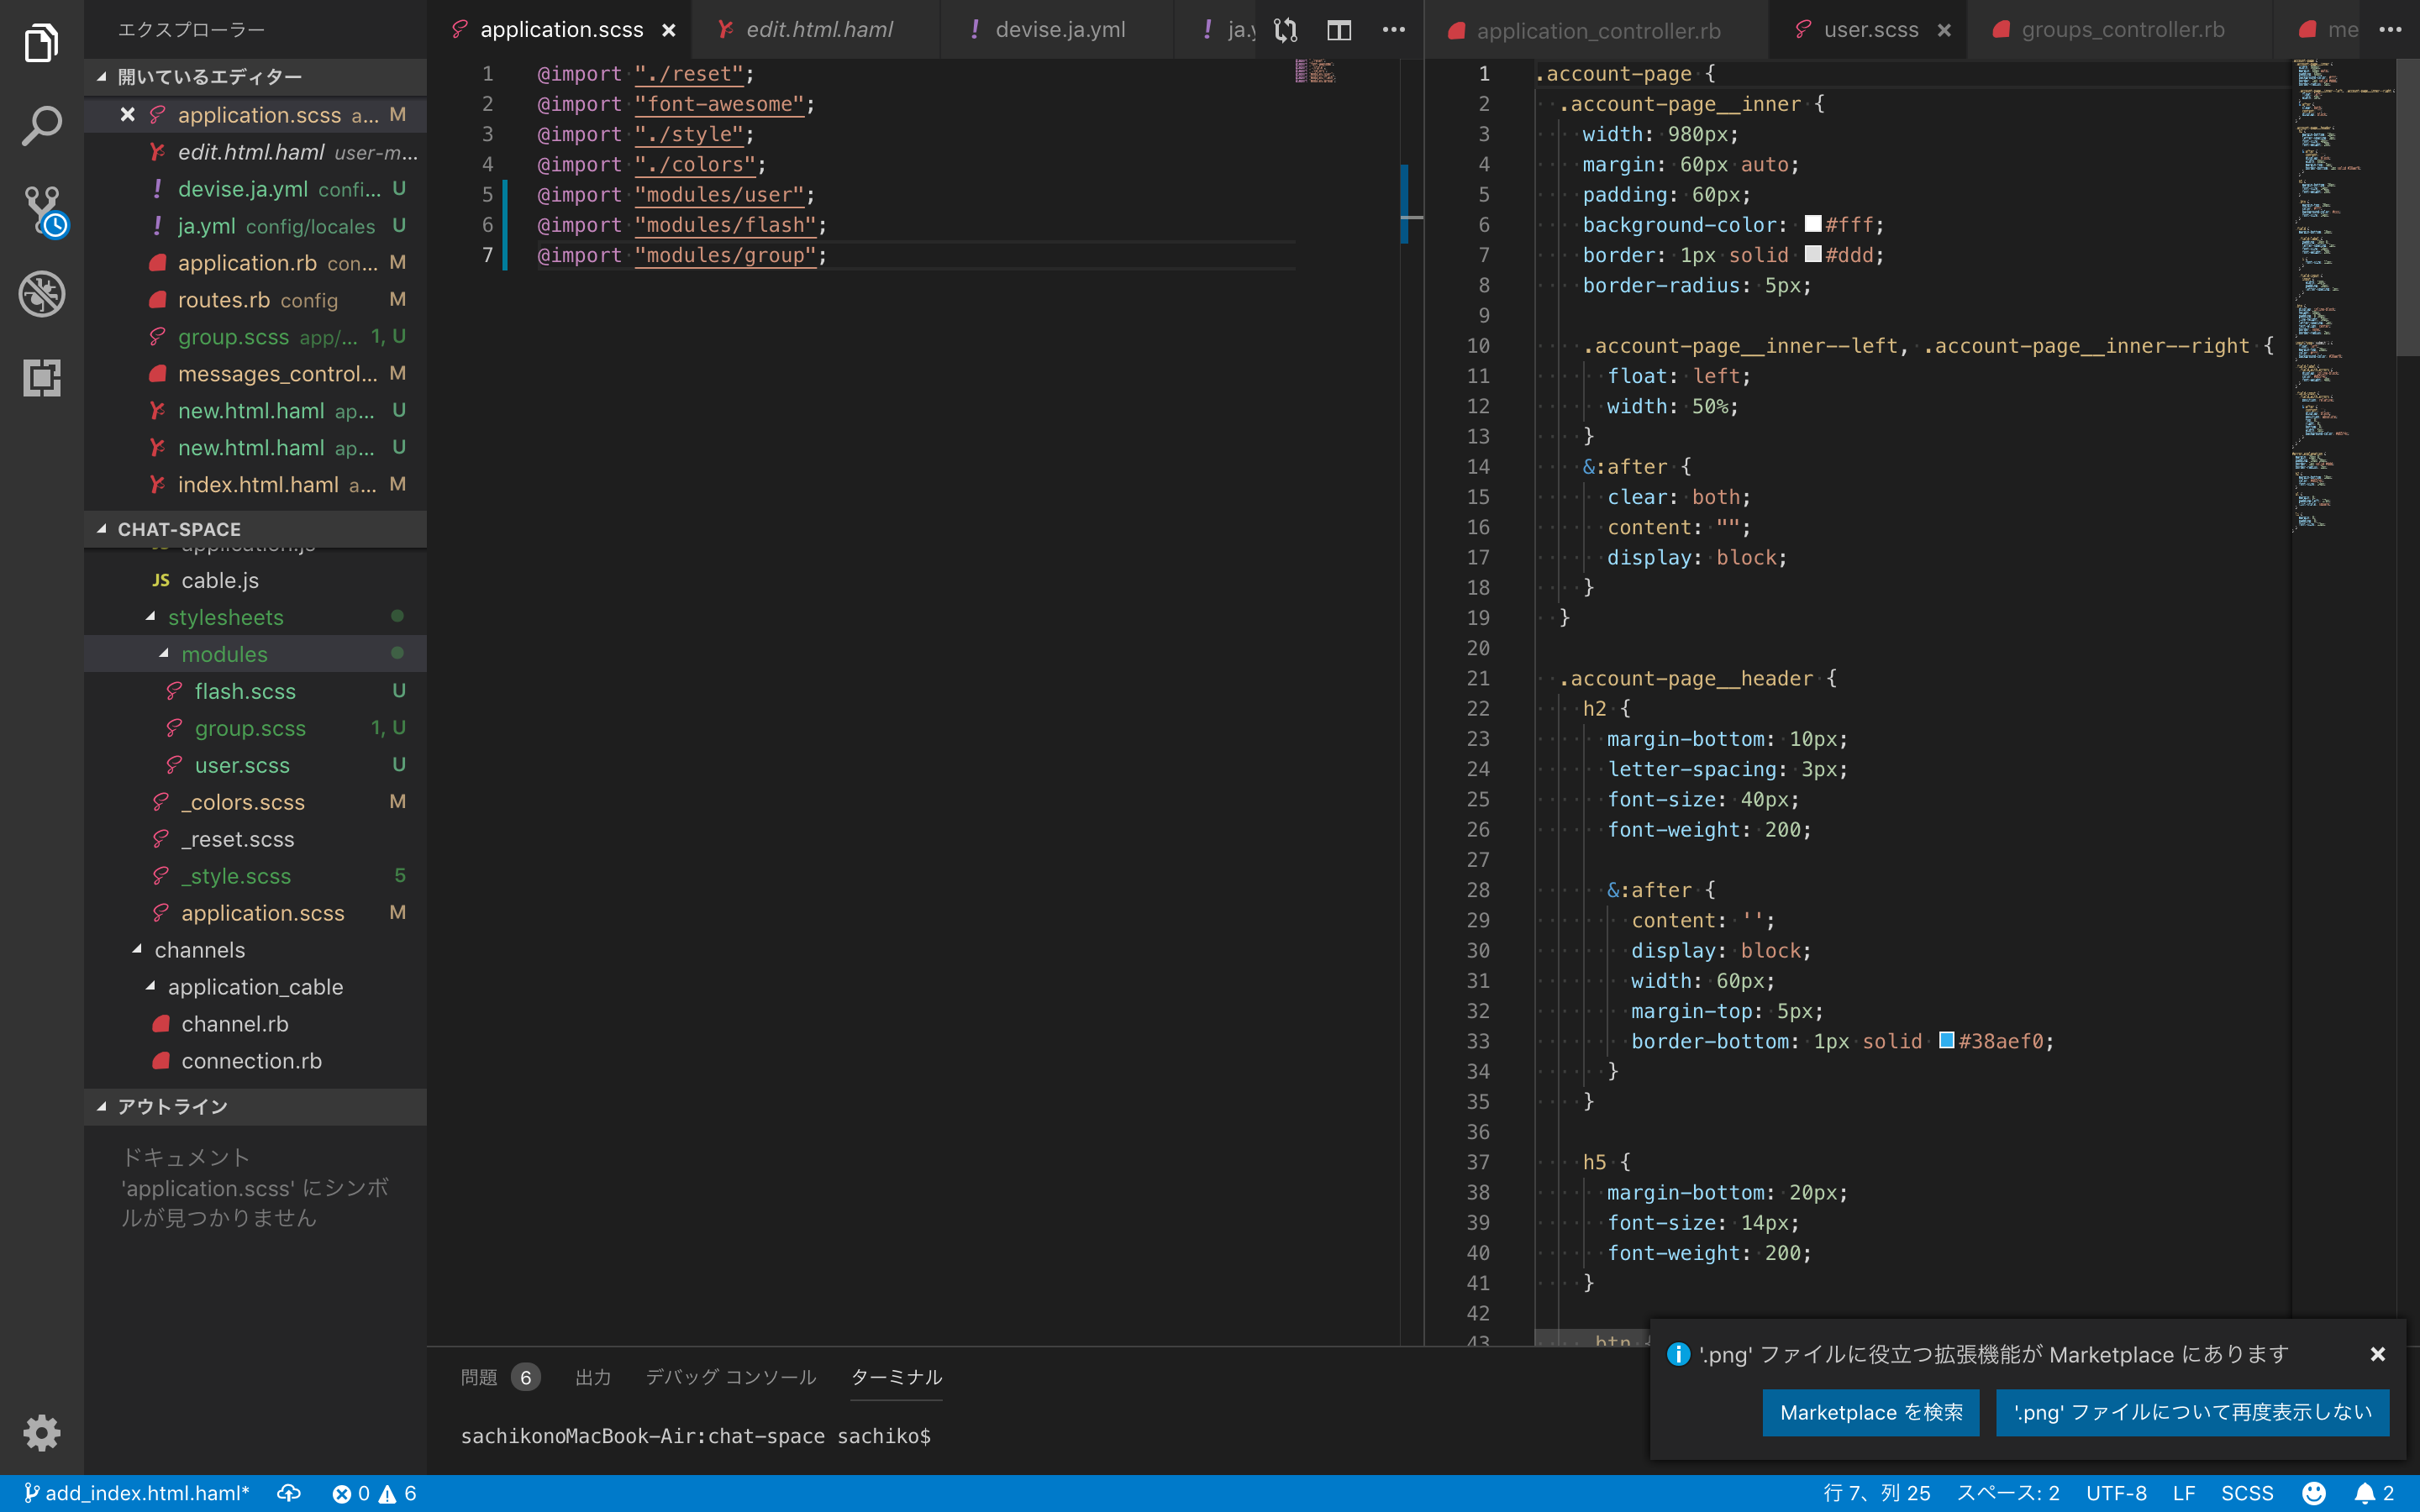 エクスプローラー
開いているエディター
application.scss a... M
edit.html.haml user-m...
devise.ja.yml confi... U
ja.yml config/locales U
application.rb con... M
routes.rb config M
group.scss app/... 1, U
messages_control... M
new.html.haml ap... U
new.html.haml ap... U
index.html.haml a... M
CHAT-SPACE
application.js
JS cable.js
stylesheets
modules
flash.scss U
group.scss 1, U
user.scss U
_colors.scss M
_reset.scss
_style.scss 5
application.scss M
channels
application_cable
channel.rb
connection.rb
アウトライン
ドキュメント
'application.scss' にシンボ
ルが見つかりません
application.scss edit.html.haml ! devise.ja.yml ! ja.y
1 @import "./reset";
2 @import "font-awesome";
3 @import "./style";
4 @import "./colors";
5 @import "modules/user";
6 @import "modules/flash";
7 @import "modules/group";
application_controller.rb user.scss groups_controller.rb me
1 .account-page {
2 .account-page__inner {
3 width: 980px;
4 margin: 60px auto;
5 padding: 60px;
6 background-color: #fff;
7 border: 1px solid #ddd;
8 border-radius: 5px;
9
10 .account-page__inner--left, .account-page__inner--right {
11 float: left;
12 width: 50%;
13 }
14 &:after {
15 clear: both;
16 content: "";
17 display: block;
18 }
19 }
20
21 .account-page__header {
22 h2 {
23 margin-bottom: 10px;
24 letter-spacing: 3px;
25 font-size: 40px;
26 font-weight: 200;
27
28 &:after {
29 content: '';
30 display: block;
31 width: 60px;
32 margin-top: 5px;
33 border-bottom: 1px solid #38aef0;
34 }
35 }
36
37 h5 {
38 margin-bottom: 20px;
39 font-size: 14px;
40 font-weight: 200;
41 }
42
43 btn {
問題 6 出力 デバッグ コンソール ターミナル
sachikonoMacBook-Air:chat-space sachiko$
'.png' ファイルに役立つ拡張機能が Marketplace にあります
Marketplace を検索 '.png' ファイルについて再度表示しない
add_index.html.haml* 0 6 行 7、列 25 スペース: 2 UTF-8 LF SCSS 2